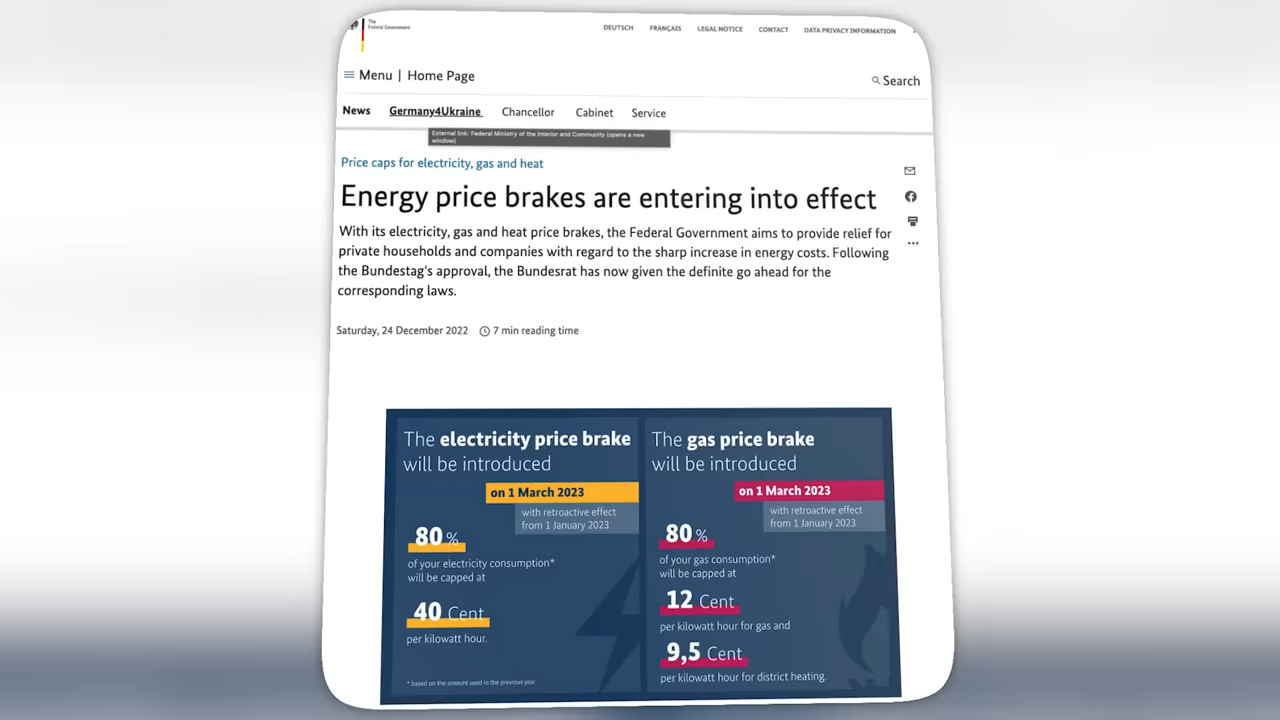 The
Federal Government
DEUTSCH FRANÇAIS LEGAL NOTICE CONTACT DATA PRIVACY INFORMATION
Menu | Home Page
Search
News Germany4Ukraine Chancellor Cabinet Service
External link: Federal Ministry of the Interior and Community (opens a new
window)
Price caps for electricity, gas and heat
Energy price brakes are entering into effect
With its electricity, gas and heat price brakes, the Federal Government aims to provide relief for
private households and companies with regard to the sharp increase in energy costs. Following
the Bundestag's approval, the Bundesrat has now given the definite go ahead for the
corresponding laws.
Saturday, 24 December 2022 7 min reading time
The electricity price brake
will be introduced
on 1 March 2023
with retroactive effect
from 1 January 2023
80 %
of your electricity consumption*
will be capped at
40 Cent
per kilowatt hour.
* based on the amount used in the previous year.
The gas price brake
will be introduced
on 1 March 2023
with retroactive effect
from 1 January 2023
80 %
of your gas consumption*
will be capped at
12 Cent
per kilowatt hour for gas and
9,5 Cent
per kilowatt hour for district heating.